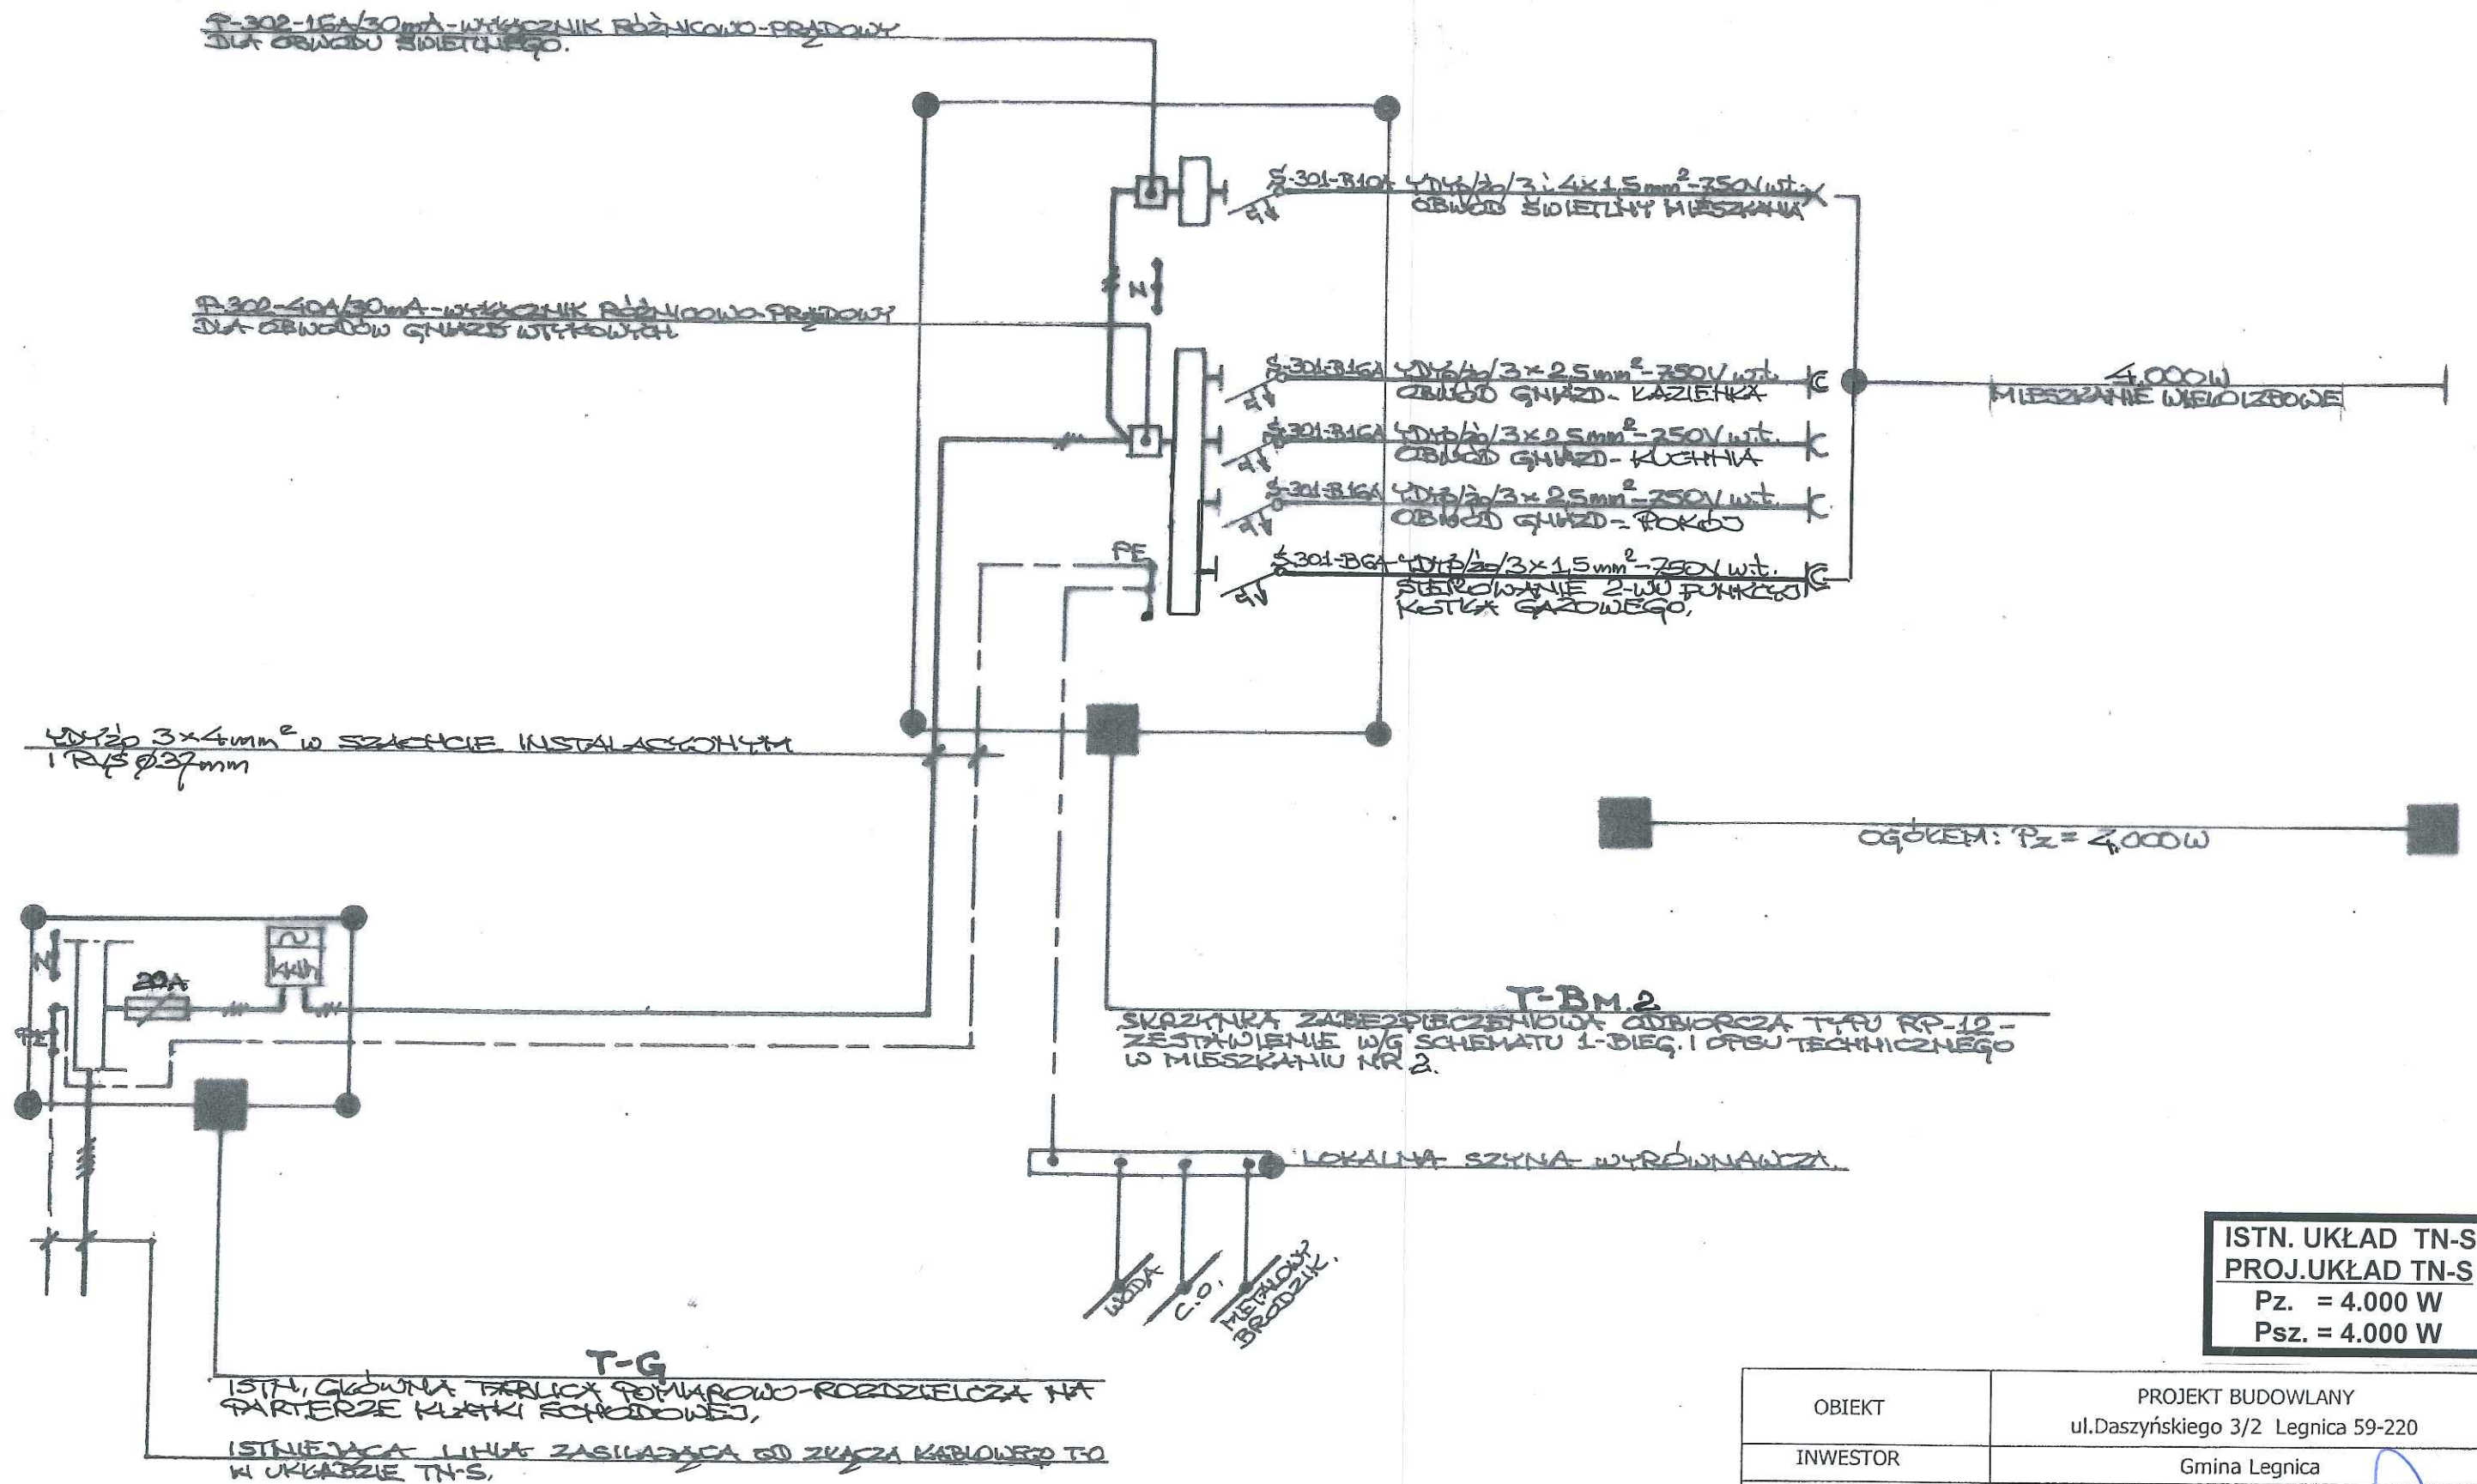 P-302-16A/30mA-WYŁĄCZNIK RÓŻNICOWO-PRĄDOWY
DLA OBWODU ŚWIETLNEGO.
S-301-B10A YDYp/żo/3 i 4x1,5mm²-750V w.t.
OBWÓD ŚWIETLNY MIESZKANIA
N
P-302-40A/30mA-WYŁĄCZNIK RÓŻNICOWO-PRĄDOWY
DLA OBWODÓW GNIAZD WTYKOWYCH
S-301-B16A YDYp/żo/3x2,5mm²-750V w.t.
OBWÓD GNIAZD- ŁAZIENKA
4.000W
MIESZKANIE WIELOIZBOWE
S-301-B16A YDYp/żo/3x2,5mm²-750V w.t.
OBWÓD GNIAZD- KUCHNIA
S-301-B16A YDYp/żo/3x2,5mm²-750V w.t.
OBWÓD GNIAZD- POKÓJ
PE
S-301-B6A YDYp/żo/3x1,5mm²-750V w.t.
STEROWANIE 2-WU FUNKCYJ
KOTŁA GAZOWEGO.
YDYżo 3x4mm² W SZACHCIE INSTALACYJNYM
I RVS Ø37mm
OGÓŁEM: Pz = 4,000W
N
20A
kWh
PE
T-BM.2
SKRZYNKA ZABEZPIECZENIOWA ODBIORCZA TYPU RP-12-
ZESTAWIENIE W/G SCHEMATU 1-BIEG. I OPISU TECHNICZNEGO
W MIESZKANIU NR 2.
LOKALNA SZYNA WYRÓWNAWCZA.
WODA
C.O.
METALOWY
BRODZIK.
T-G
ISTN. GŁÓWNA TABLICA POMIAROWO-ROZDZIELCZA NA
PARTERZE KLATKI SCHODOWEJ.
ISTNIEJĄCA LINIA ZASILAJĄCA OD ZŁĄCZA KABLOWEGO T-O
W UKŁADZIE TN-S.
ISTN. UKŁAD TN-S
PROJ.UKŁAD TN-S
Pz. = 4.000 W
Psz. = 4.000 W
OBIEKT
PROJEKT BUDOWLANY
ul.Daszyńskiego 3/2 Legnica 59-220
INWESTOR
Gmina Legnica